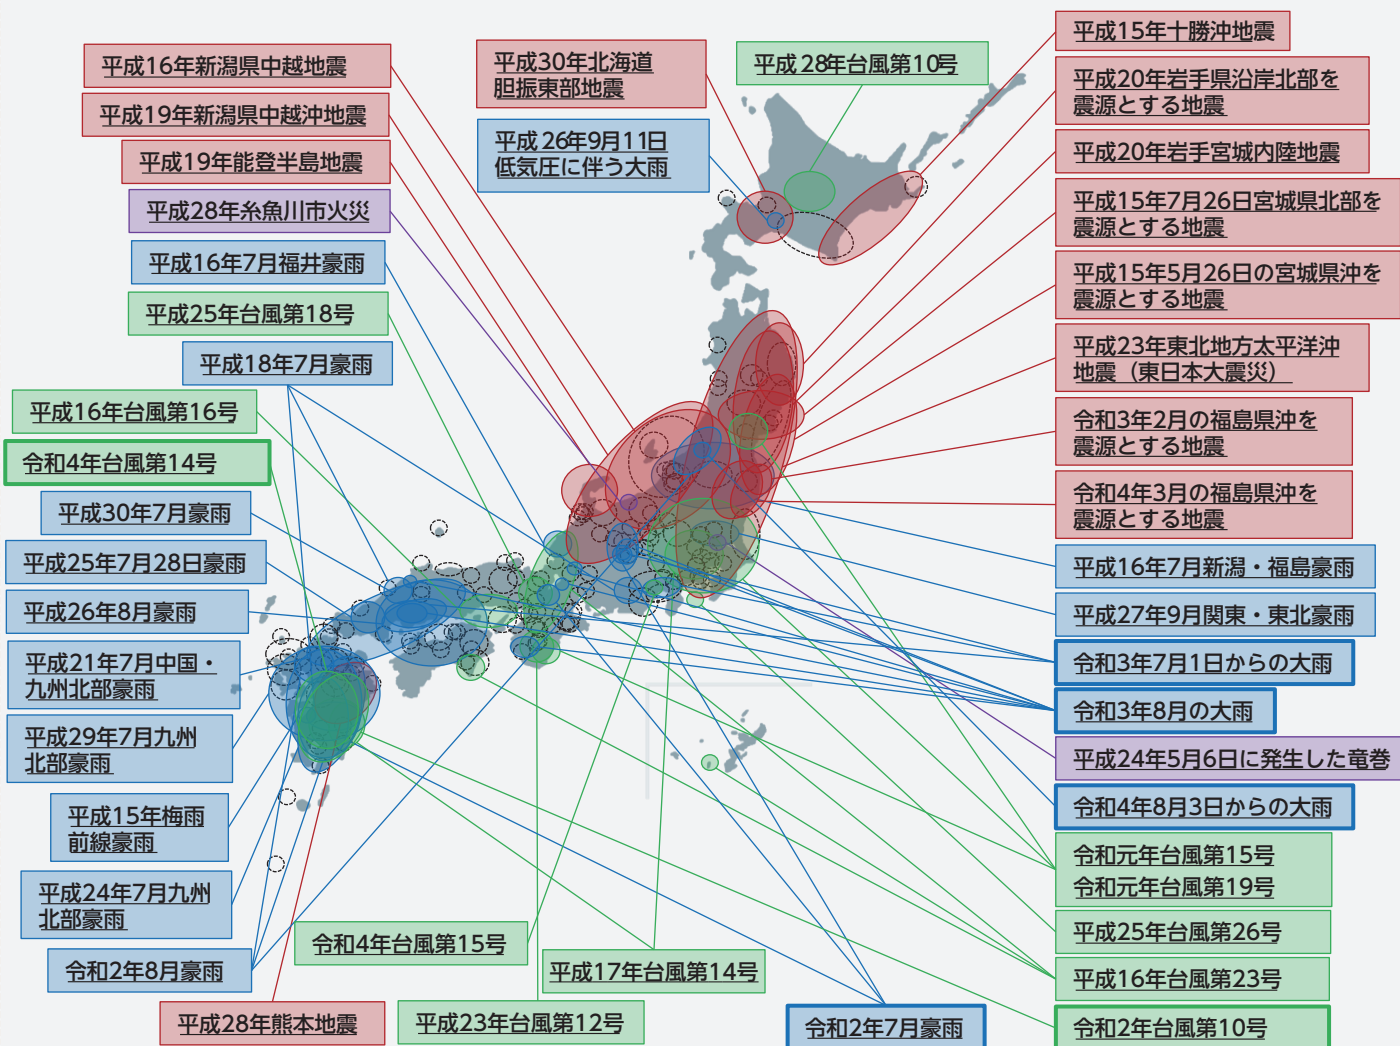 平成16年新潟県中越地震
平成19年新潟県中越沖地震
平成19年能登半島地震
平成28年糸魚川市火災
平成16年7月福井豪雨
平成25年台風第18号
平成18年7月豪雨
平成16年台風第16号
令和4年台風第14号
平成30年7月豪雨
平成25年7月28日豪雨
平成26年8月豪雨
平成21年7月中国・
九州北部豪雨
平成29年7月九州
北部豪雨
平成15年梅雨
前線豪雨
平成24年7月九州
北部豪雨
令和2年8月豪雨
平成28年熊本地震
平成30年北海道
胆振東部地震
平成26年9月11日
低気圧に伴う大雨
平成28年台風第10号
令和4年台風第15号
平成17年台風第14号
平成23年台風第12号
令和2年7月豪雨
平成15年十勝沖地震
平成20年岩手県沿岸北部を
震源とする地震
平成20年岩手宮城内陸地震
平成15年7月26日宮城県北部を
震源とする地震
平成15年5月26日の宮城県沖を
震源とする地震
平成23年東北地方太平洋沖
地震（東日本大震災）
令和3年2月の福島県沖を
震源とする地震
令和4年3月の福島県沖を
震源とする地震
平成16年7月新潟・福島豪雨
平成27年9月関東・東北豪雨
令和3年7月1日からの大雨
令和3年8月の大雨
平成24年5月6日に発生した竜巻
令和4年8月3日からの大雨
令和元年台風第15号
令和元年台風第19号
平成25年台風第26号
平成16年台風第23号
令和2年台風第10号